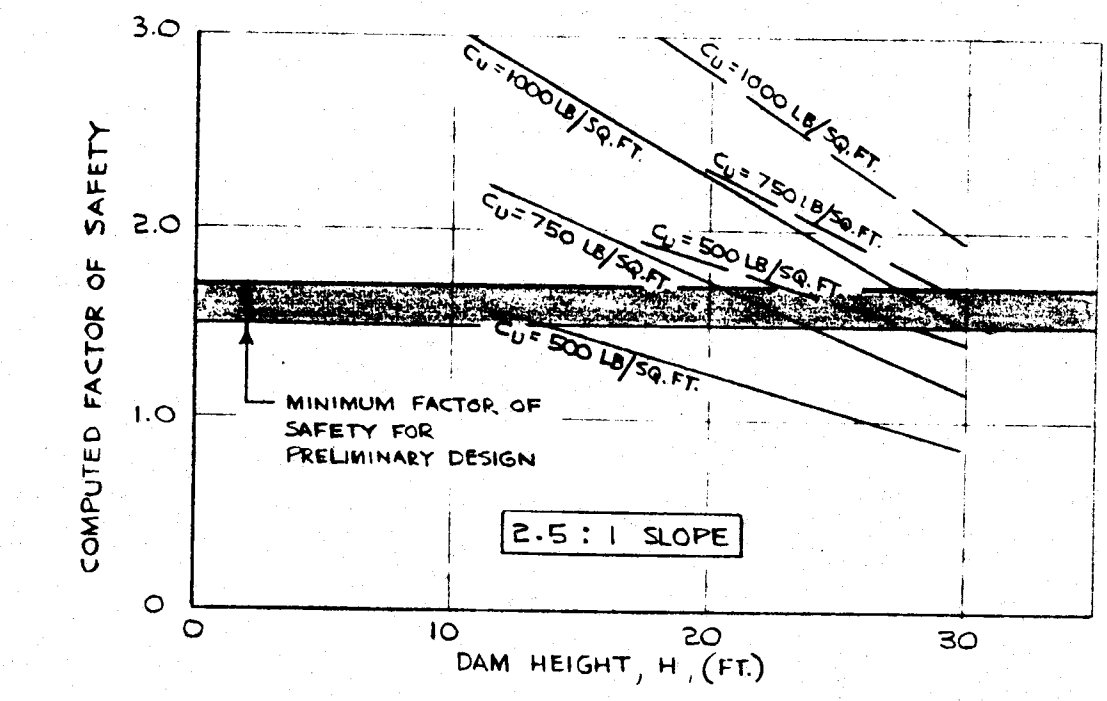 3.0
2.0
1.0
0
COMPUTED FACTOR OF SAFETY
Cu = 1000 LB/SQ.FT.
Cu = 1000 LB/SQ.FT.
Cu = 750 LB/SQ.FT.
Cu = 750 LB/SQ.FT.
Cu = 500 LB/SQ.FT.
Cu = 500 LB/SQ.FT.
MINIMUM FACTOR OF
SAFETY FOR
PRELIMINARY DESIGN
2.5 : 1 SLOPE
0 10 20 30
DAM HEIGHT, H, (FT.)